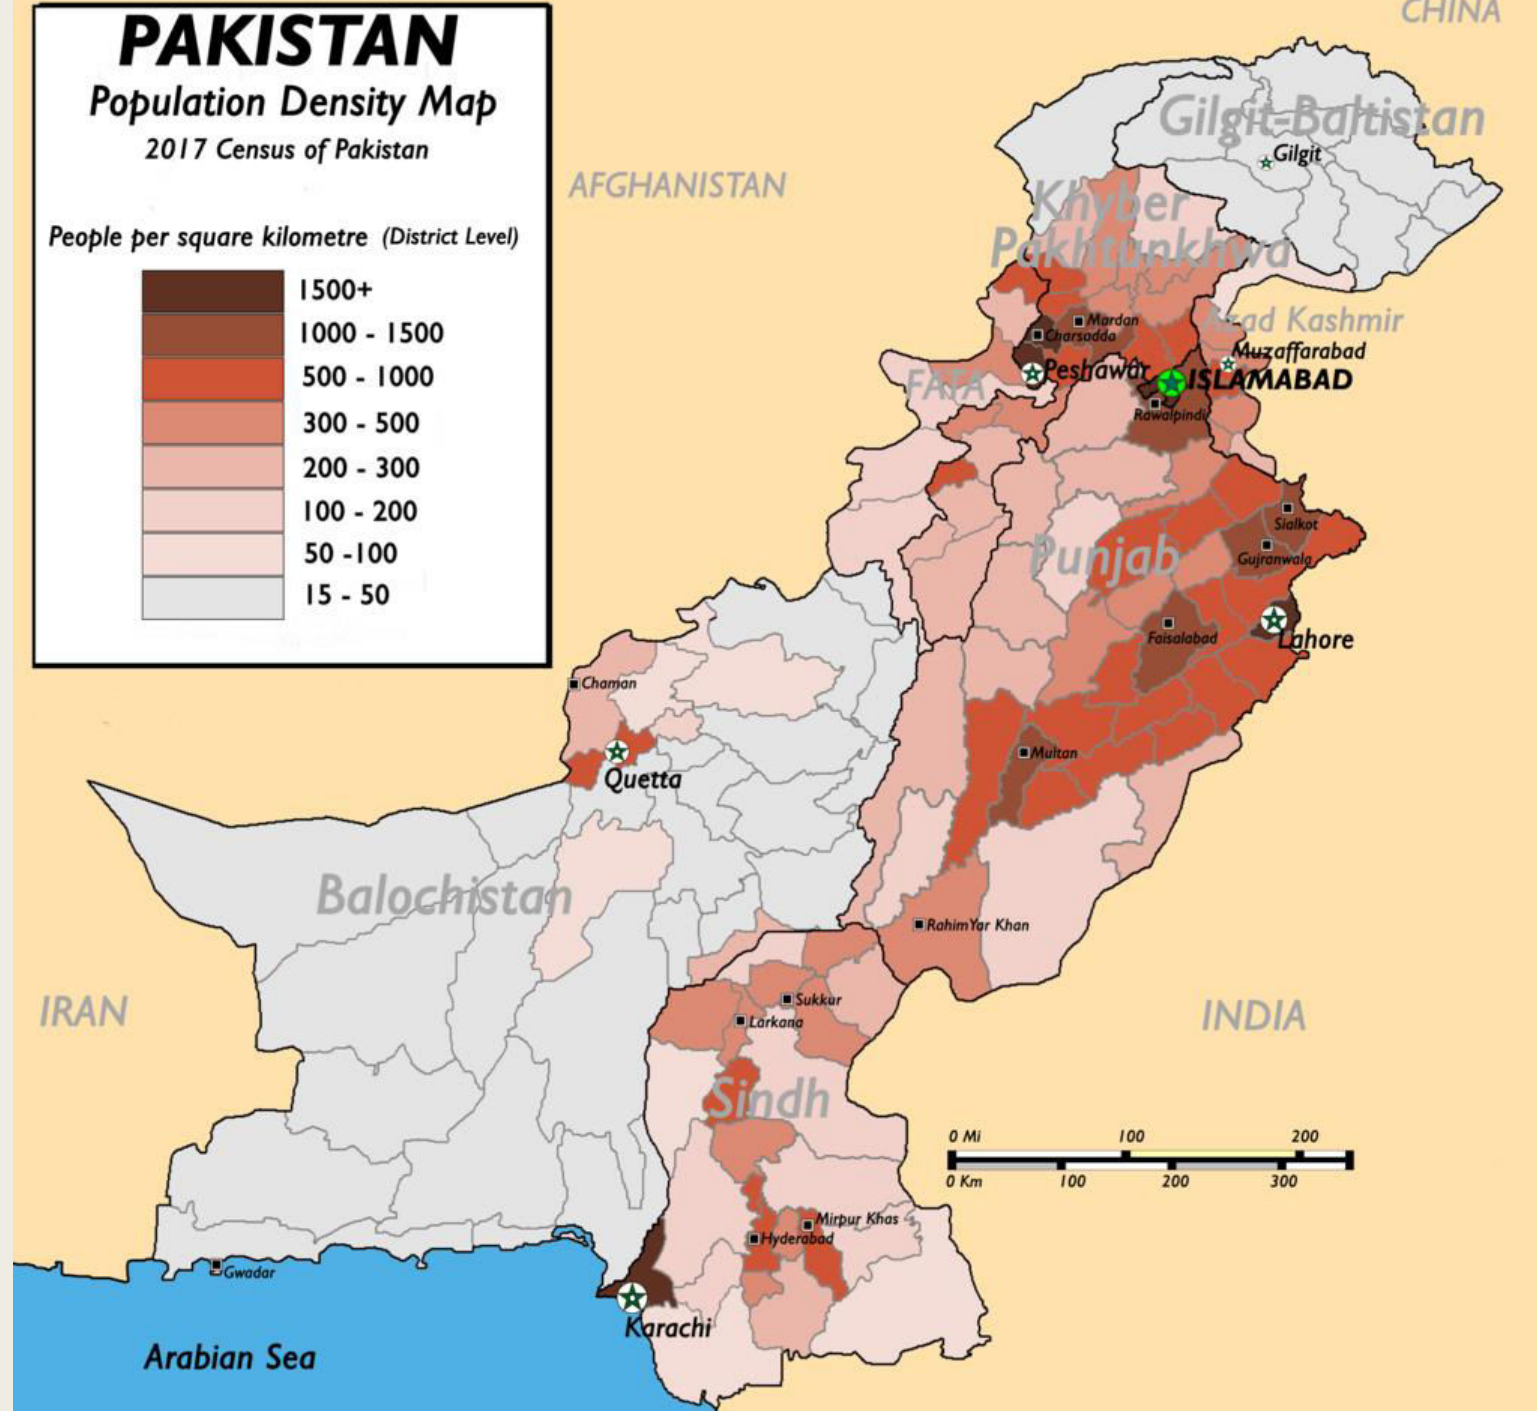 PAKISTAN
Population Density Map
2017 Census of Pakistan
People per square kilometre (District Level)
1500+
1000 - 1500
500 - 1000
300 - 500
200 - 300
100 - 200
50 -100
15 - 50
CHINA
Gilgit-Baltistan
Gilgit
AFGHANISTAN
Khyber
Pakhtunkhwa
Azad Kashmir
Mardan
Charsadda
Muzaffarabad
Peshawar
ISLAMABAD
FATA
Rawalpindi
Sialkot
Punjab
Gujranwala
Faisalabad
Lahore
Chaman
Multan
Quetta
Balochistan
RahimYar Khan
IRAN
Sukkur
Larkana
INDIA
Sindh
0 Mi 100 200
0 Km 100 200 300
Mirpur Khas
Hyderabad
Gwadar
Karachi
Arabian Sea